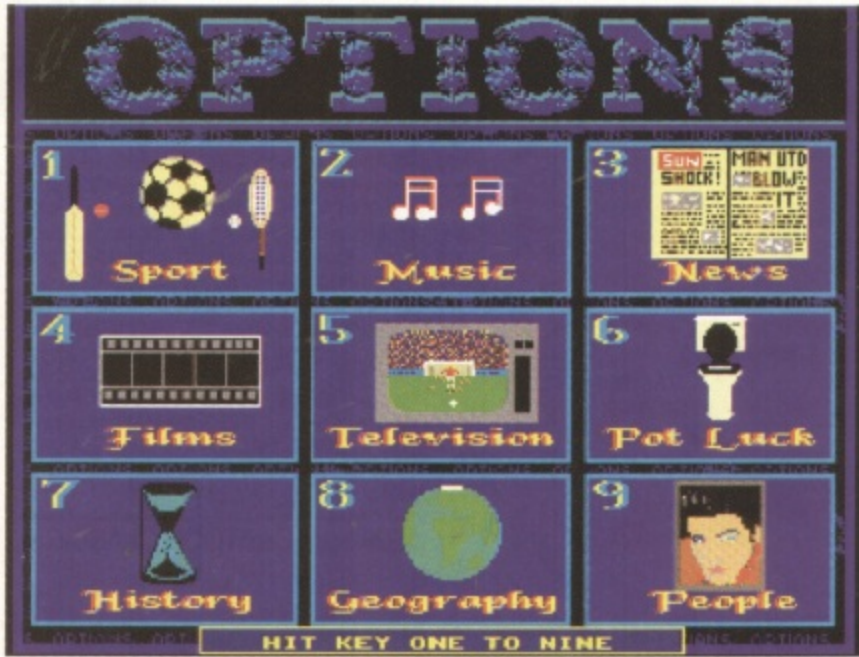 OPTIONS
1
2
3
SUN
SHOCK!
MAN UTD
BLOW?
IT
Sport
Music
News
4
5
6
Films
Television
Pot Luck
7
8
9
History
Geography
People
HIT KEY ONE TO NINE